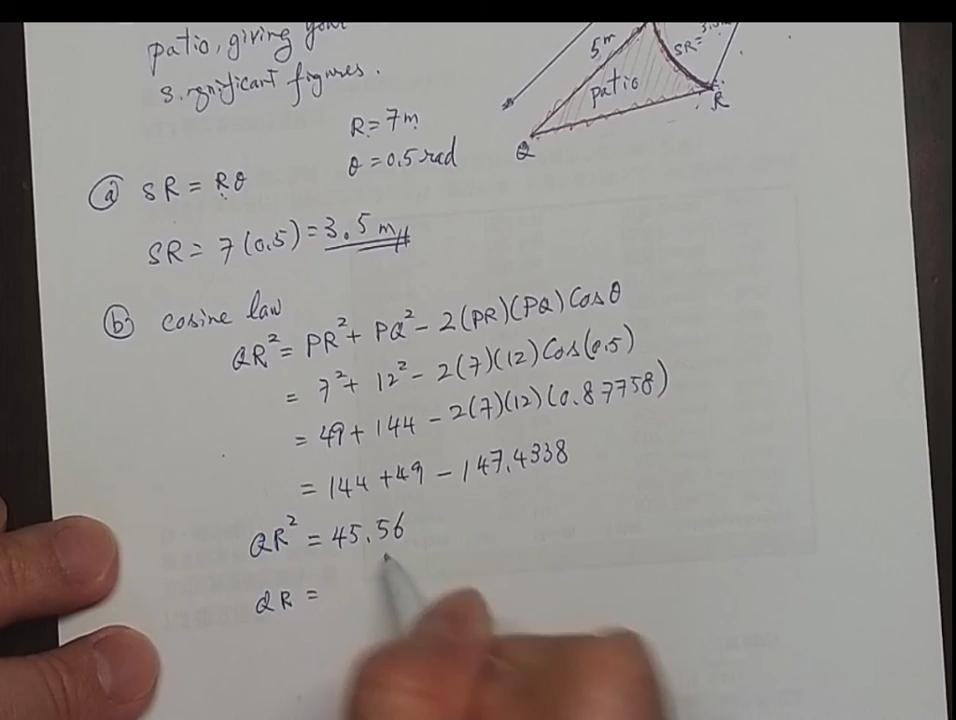 patio, giving your
significant figures.
5m
SR=
patio
R
Q
R = 7m
θ = 0.5 rad
(a) SR = Rθ
SR = 7(0.5) = 3.5 m
(b) cosine law
QR² = PR² + PQ² - 2(PR)(PQ) Cosθ
= 7² + 12² - 2(7)(12) Cos(0.5)
= 49 + 144 - 2(7)(12)(0.87758)
= 144 + 49 - 147.4338
QR² = 45.56
QR =